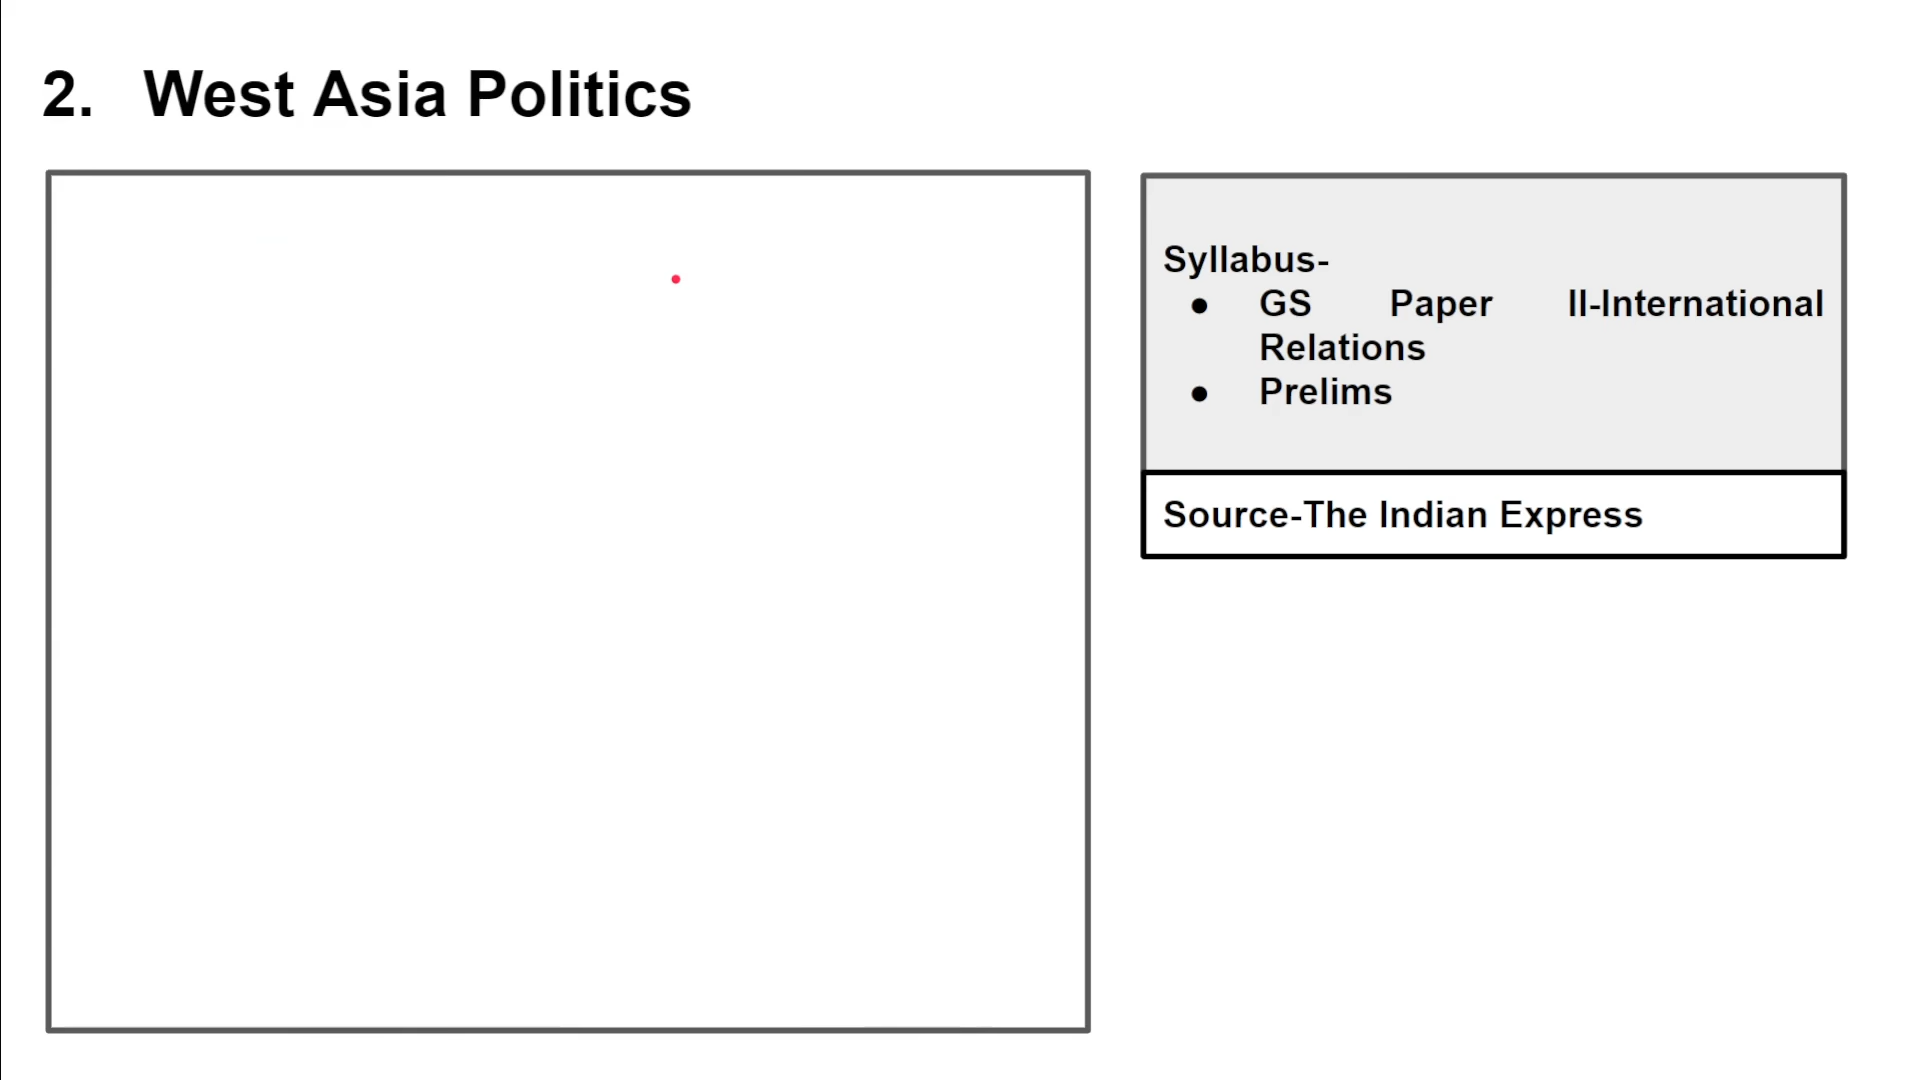 2. West Asia Politics
Syllabus-
● GS Paper II-International
Relations
● Prelims
Source-The Indian Express